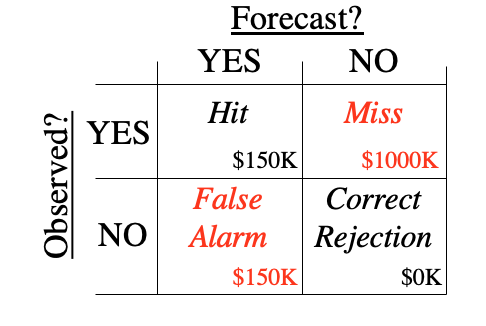 Forecast?
YES NO
Observed?
YES
Hit
$150K
Miss
$1000K
NO
False
Alarm
$150K
Correct
Rejection
$0K